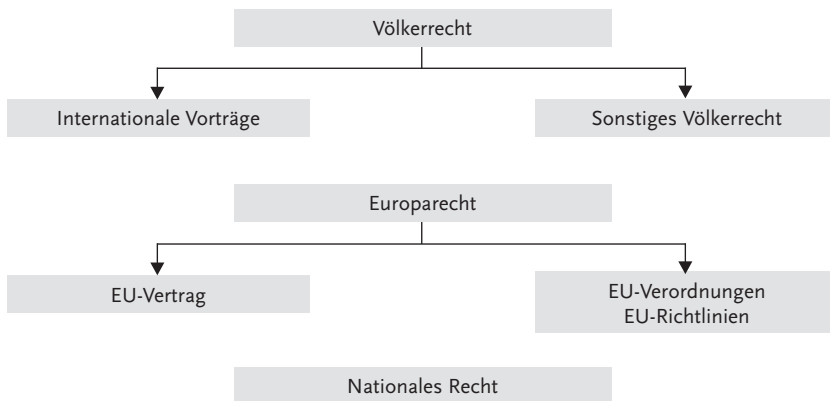 Völkerrecht
Internationale Vorträge
Sonstiges Völkerrecht
Europarecht
EU-Vertrag
EU-Verordnungen
EU-Richtlinien
Nationales Recht